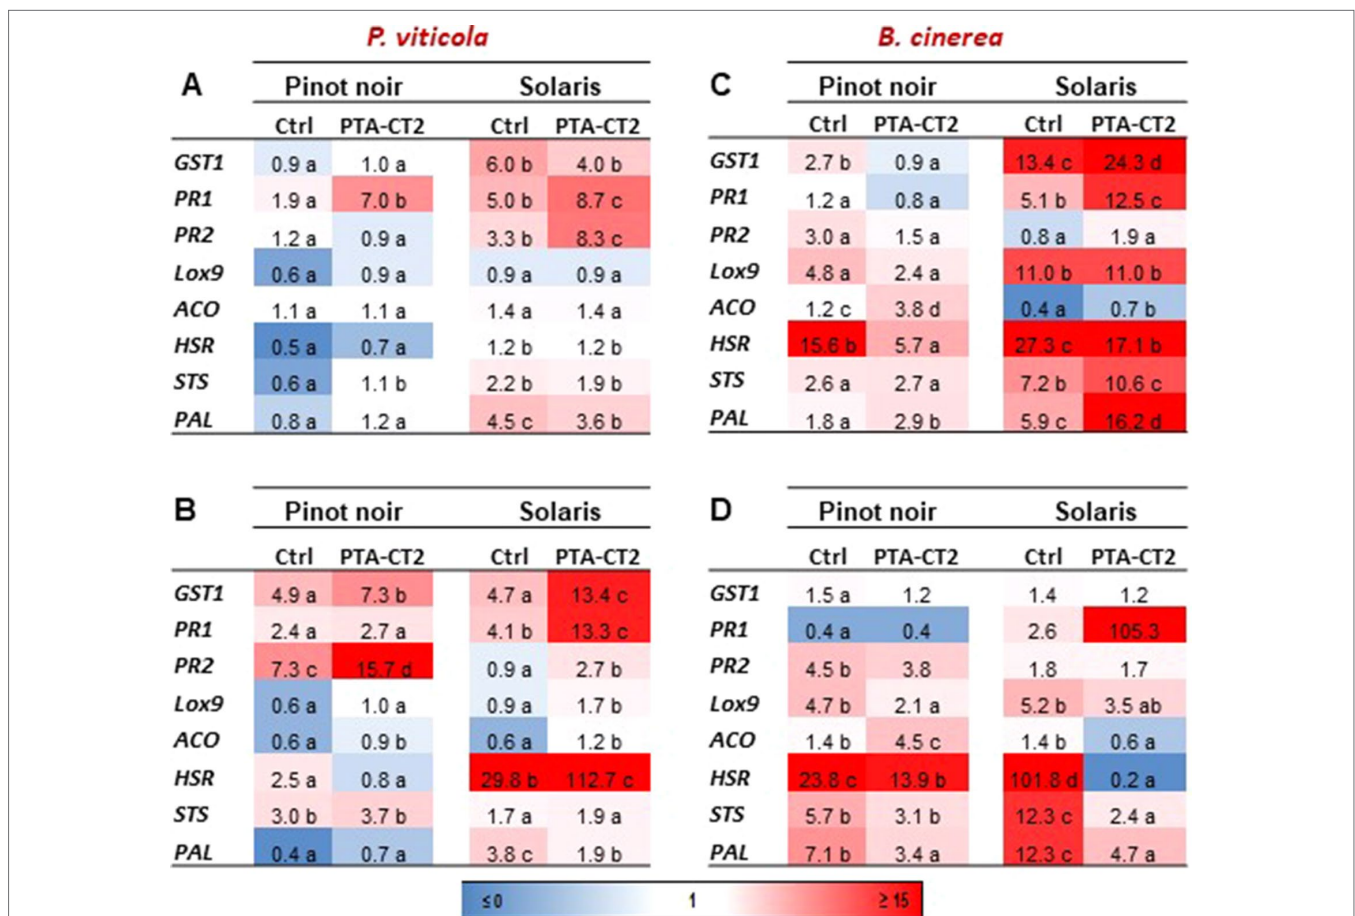 P. viticola
B. cinerea
A Pinot noir Solaris
Ctrl PTA-CT2 Ctrl PTA-CT2
GST1 0.9 a 1.0 a 6.0 b 4.0 b
PR1 1.9 a 7.0 b 5.0 b 8.7 c
PR2 1.2 a 0.9 a 3.3 b 8.3 c
Lox9 0.6 a 0.9 a 0.9 a 0.9 a
ACO 1.1 a 1.1 a 1.4 a 1.4 a
HSR 0.5 a 0.7 a 1.2 b 1.2 b
STS 0.6 a 1.1 b 2.2 b 1.9 b
PAL 0.8 a 1.2 a 4.5 c 3.6 b
C Pinot noir Solaris
Ctrl PTA-CT2 Ctrl PTA-CT2
GST1 2.7 b 0.9 a 13.4 c 24.3 d
PR1 1.2 a 0.8 a 5.1 b 12.5 c
PR2 3.0 a 1.5 a 0.8 a 1.9 a
Lox9 4.8 a 2.4 a 11.0 b 11.0 b
ACO 1.2 c 3.8 d 0.4 a 0.7 b
HSR 15.6 b 5.7 a 27.3 c 17.1 b
STS 2.6 a 2.7 a 7.2 b 10.6 c
PAL 1.8 a 2.9 b 5.9 c 16.2 d
B Pinot noir Solaris
Ctrl PTA-CT2 Ctrl PTA-CT2
GST1 4.9 a 7.3 b 4.7 a 13.4 c
PR1 2.4 a 2.7 a 4.1 b 13.3 c
PR2 7.3 c 15.7 d 0.9 a 2.7 b
Lox9 0.6 a 1.0 a 0.9 a 1.7 b
ACO 0.6 a 0.9 b 0.6 a 1.2 b
HSR 2.5 a 0.8 a 29.8 b 112.7 c
STS 3.0 b 3.7 b 1.7 a 1.9 a
PAL 0.4 a 0.7 a 3.8 c 1.9 b
D Pinot noir Solaris
Ctrl PTA-CT2 Ctrl PTA-CT2
GST1 1.5 a 1.2 1.4 1.2
PR1 0.4 a 0.4 2.6 105.3
PR2 4.5 b 3.8 1.8 1.7
Lox9 4.7 b 2.1 a 5.2 b 3.5 ab
ACO 1.4 b 4.5 c 1.4 b 0.6 a
HSR 23.8 c 13.9 b 101.8 d 0.2 a
STS 5.7 b 3.1 b 12.3 c 2.4 a
PAL 7.1 b 3.4 a 12.3 c 4.7 a
≤ 0 1 ≥ 15